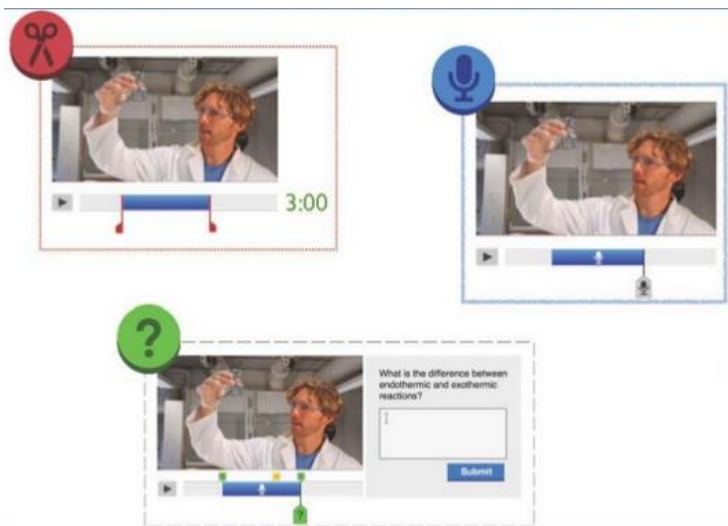 3:00
?
What is the difference between
endothermic and exothermic
reactions?
Submit
?